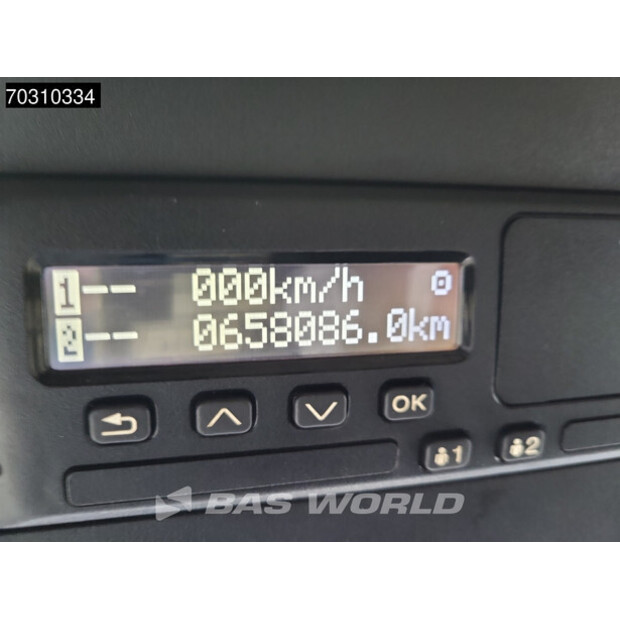 70310334
1-- 000km/h
2-- 0658086.0km
OK
1 2
BAS WORLD